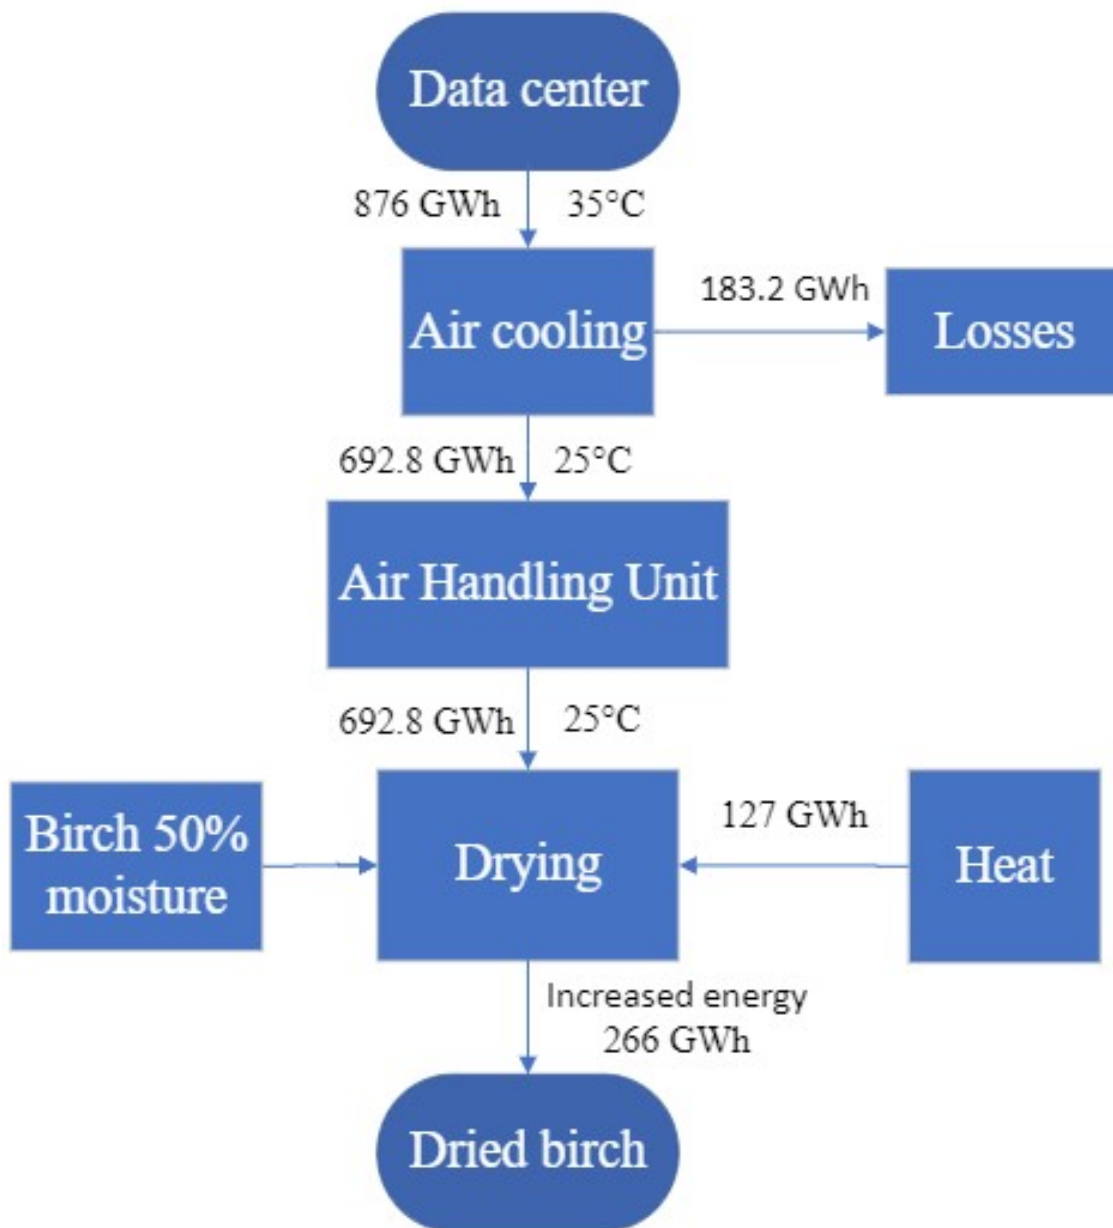 Data center
876 GWh 35°C
Air cooling
183.2 GWh
Losses
692.8 GWh 25°C
Air Handling Unit
692.8 GWh 25°C
Birch 50%
moisture
Drying
127 GWh
Heat
Increased energy
266 GWh
Dried birch